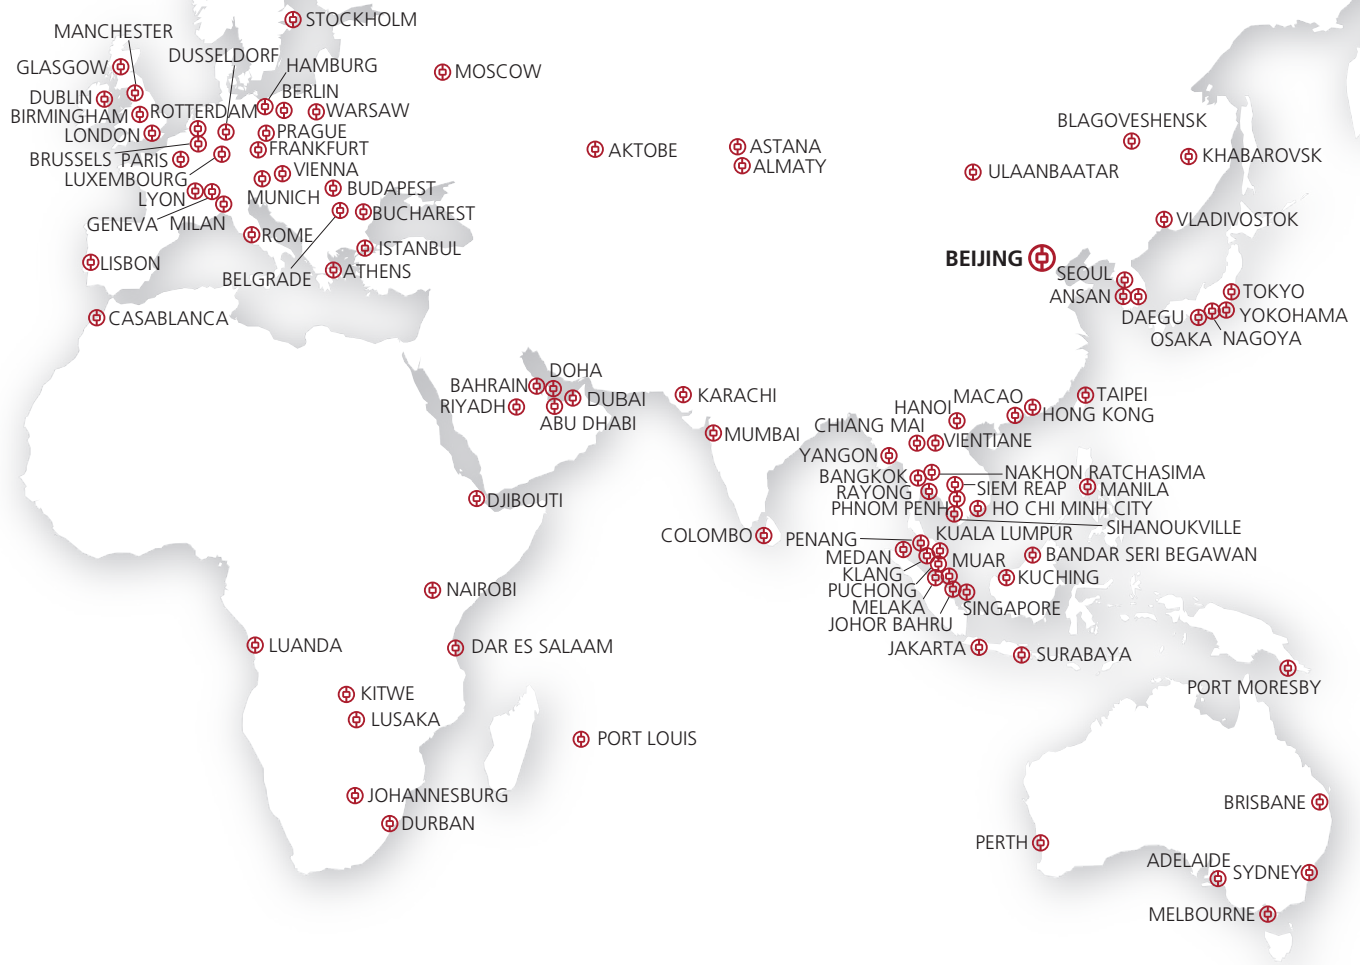 STOCKHOLM
MANCHESTER
DUSSELDORF
GLASGOW
HAMBURG
MOSCOW
DUBLIN
BERLIN
BIRMINGHAM
ROTTERDAM
WARSAW
LONDON
PRAGUE
FRANKFURT
BRUSSELS
PARIS
LUXEMBOURG
VIENNA
LYON
MUNICH
BUDAPEST
GENEVA
MILAN
BUCHAREST
ROME
ISTANBUL
LISBON
BELGRADE
ATHENS
CASABLANCA
AKTOBE
ASTANA
ALMATY
BLAGOVESHENSK
KHABAROVSK
ULAANBAATAR
VLADIVOSTOK
BEIJING
SEOUL
ANSAN
TOKYO
DAEGU
YOKOHAMA
OSAKA
NAGOYA
DOHA
BAHRAIN
RIYADH
DUBAI
ABU DHABI
KARACHI
MUMBAI
MACAO
TAIPEI
HANOI
HONG KONG
CHIANG MAI
VIENTIANE
YANGON
BANGKOK
NAKHON RATCHASIMA
RAYONG
SIEM REAP
MANILA
PHNOM PENH
HO CHI MINH CITY
SIHANOUKVILLE
DJIBOUTI
COLOMBO
PENANG
KUALA LUMPUR
MEDAN
MUAR
BANDAR SERI BEGAWAN
KLANG
KUCHING
PUCHONG
MELAKA
SINGAPORE
JOHOR BAHRU
NAIROBI
LUANDA
DAR ES SALAAM
JAKARTA
SURABAYA
KITWE
PORT MORESBY
LUSAKA
PORT LOUIS
JOHANNESBURG
DURBAN
BRISBANE
PERTH
ADELAIDE
SYDNEY
MELBOURNE